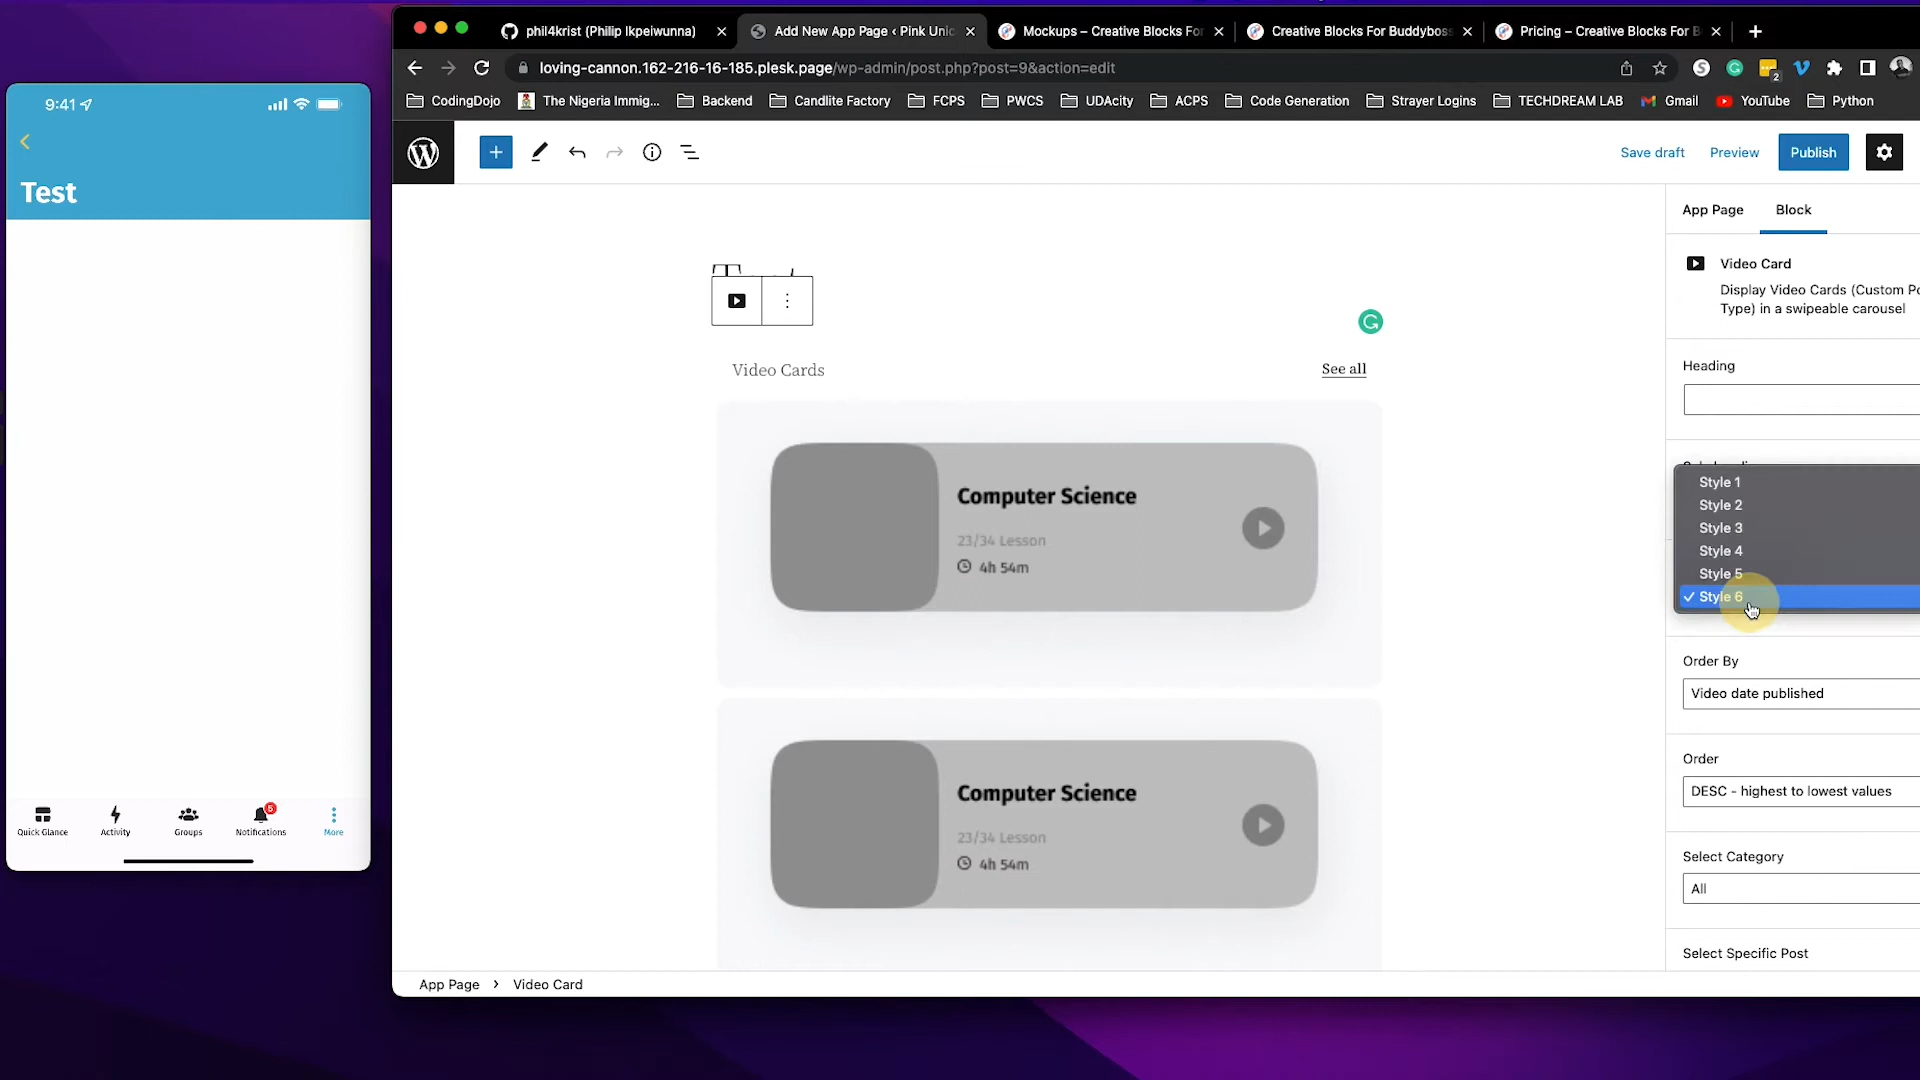 9:41
Test
Quick Glance
Activity
Groups
5
Notifications
More
phil4krist (Philip Ikpeiwunna)
Add New App Page ‹ Pink Unic
Mockups – Creative Blocks For
Creative Blocks For Buddyboss
Pricing – Creative Blocks For B
loving-cannon.162-216-16-185.plesk.page/wp-admin/post.php?post=9&action=edit
2
CodingDojo
The Nigeria Immig...
Backend
Candlite Factory
FCPS
PWCS
UDAcity
ACPS
Code Generation
Strayer Logins
TECHDREAM LAB
Gmail
YouTube
Python
Save draft
Preview
Publish
Video Cards
See all
Computer Science
23/34 Lesson
4h 54m
Computer Science
23/34 Lesson
4h 54m
App Page
Block
Video Card
Display Video Cards (Custom Po
Type) in a swipeable carousel
Heading
Style 1
Style 2
Style 3
Style 4
Style 5
Style 6
Order By
Video date published
Order
DESC - highest to lowest values
Select Category
All
Select Specific Post
App Page › Video Card